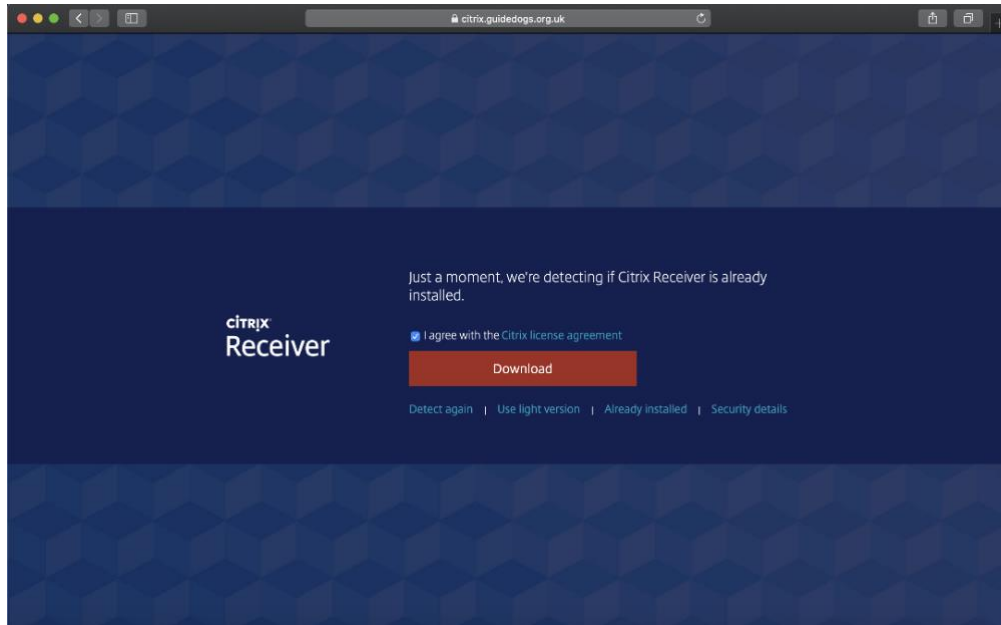 citrix.guidedogs.org.uk
Just a moment, we're detecting if Citrix Receiver is already
installed.
CITRIX
Receiver
I agree with the Citrix license agreement
Download
Detect again | Use light version | Already installed | Security details